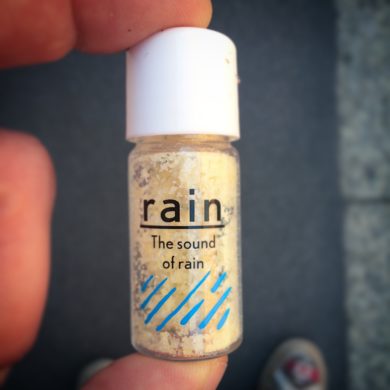 rain
The sound
of rain